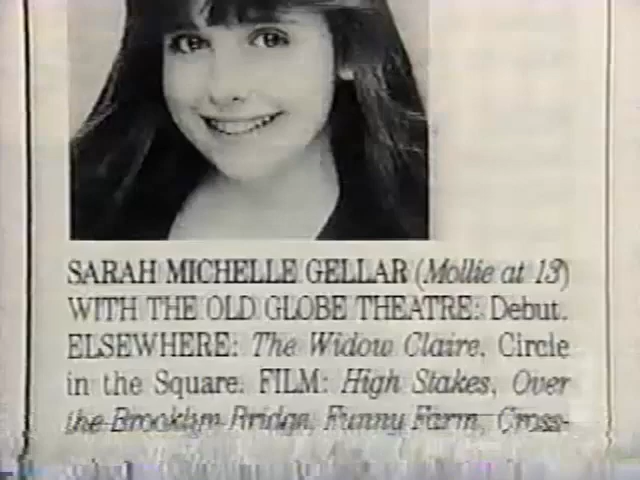 SARAH MICHELLE GELLAR (Mollie at 13)
WITH THE OLD GLOBE THEATRE: Debut.
ELSEWHERE: The Widow Claire, Circle
in the Square. FILM: High Stakes, Over
the Brooklyn Bridge, Funny Farm, Cross-